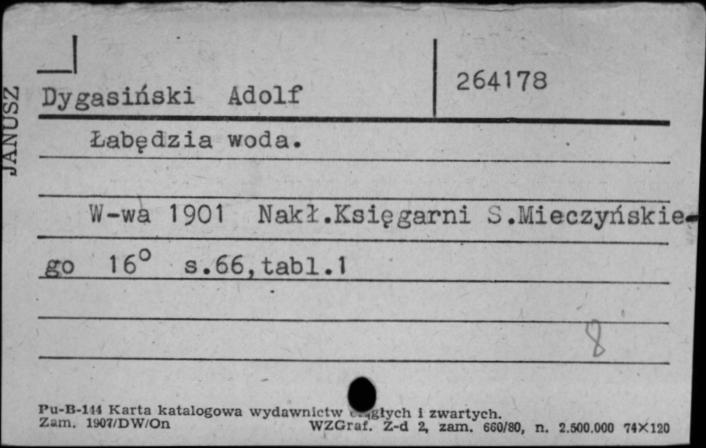 Dygasiński Adolf 264178
JANUSZ
Łabędzia woda.
W-wa 1901 Nakł.Księgarni S.Mieczyńskie-
go 16° s.66,tabl.1
8
Pu-B-144 Karta katalogowa wydawnictw ciągłych i zwartych.
Zam. 1907/DW/On WZGraf. Z-d 2, zam. 660/80, n. 2.500.000 74×120